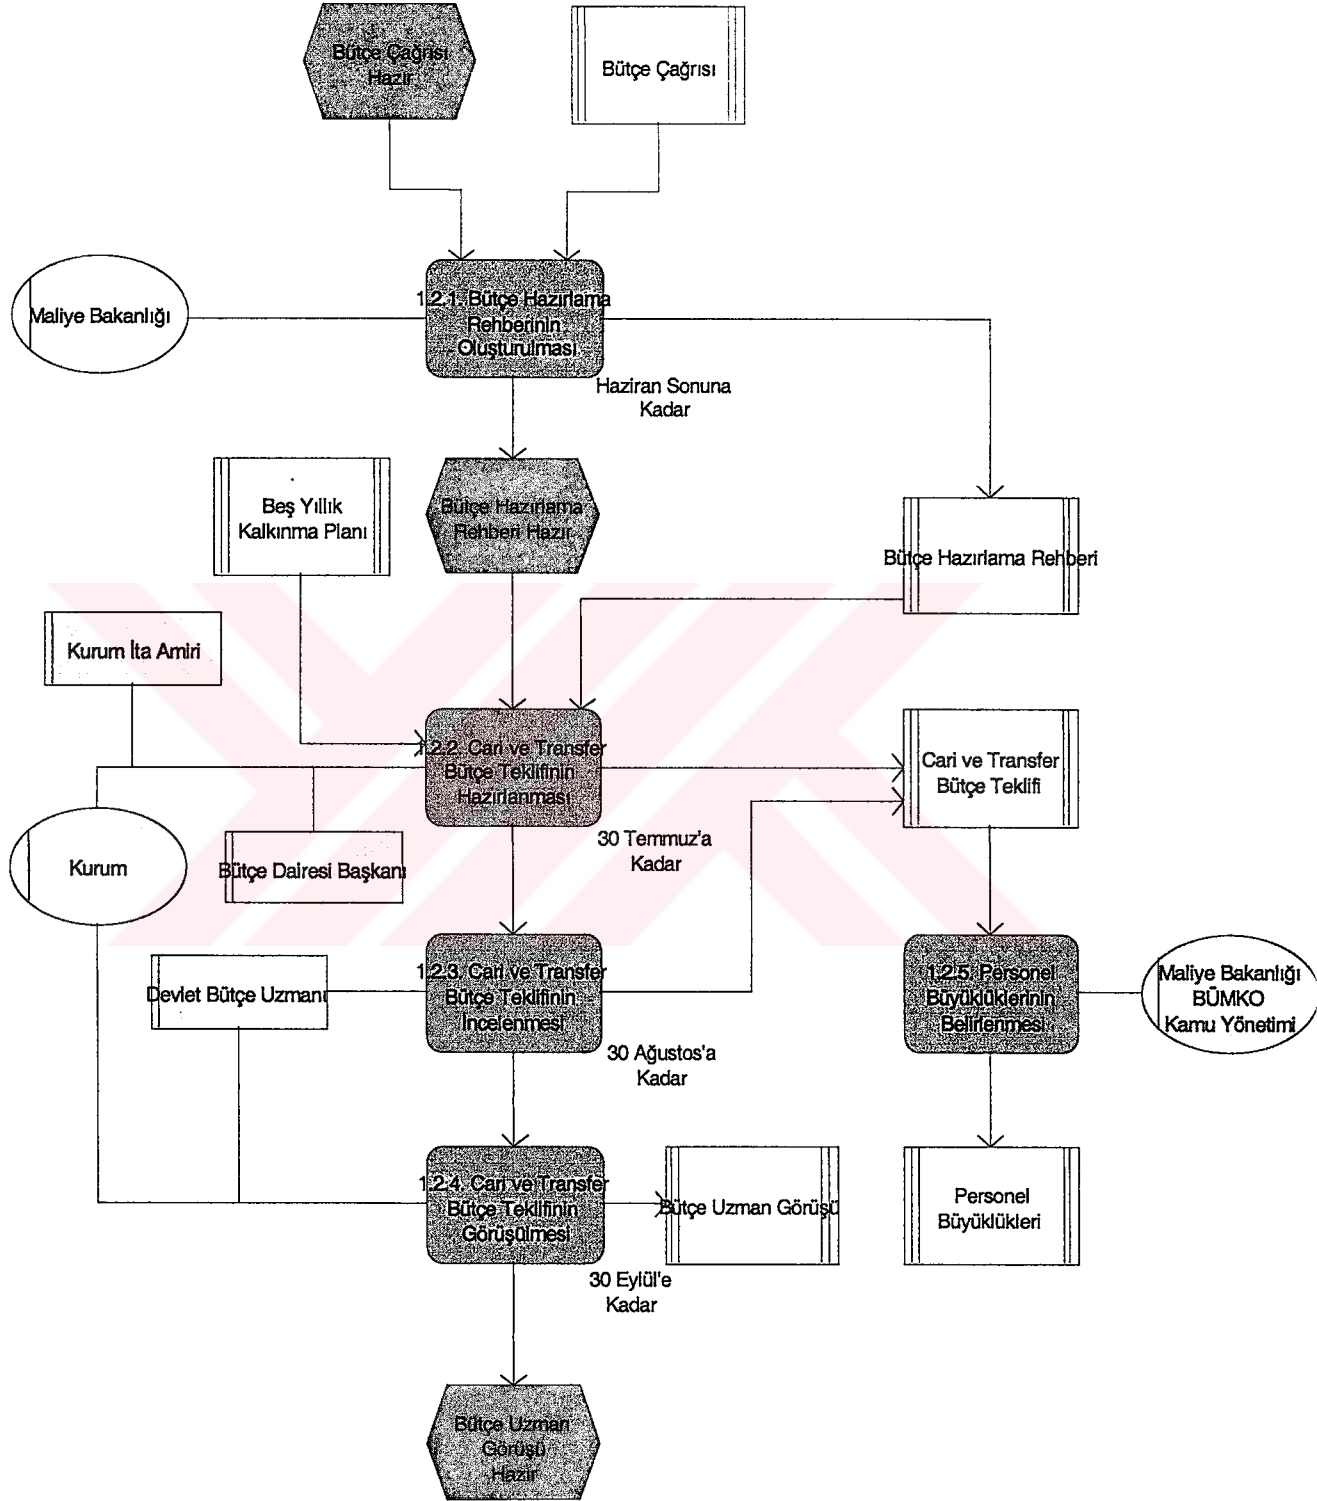 Bütçe Çağrısı
Hazır
Bütçe Çağrısı
Maliye Bakanlığı
1.2.1. Bütçe Hazırlama
Rehberinin
Oluşturulması
Haziran Sonuna
Kadar
Beş Yıllık
Kalkınma Planı
Bütçe Hazırlama
Rehberi Hazır
Bütçe Hazırlama Rehberi
Kurum İta Amiri
1.2.2. Cari ve Transfer
Bütçe Teklifinin
Hazırlanması
Cari ve Transfer
Bütçe Teklifi
30 Temmuz'a
Kadar
Kurum
Bütçe Dairesi Başkanı
Devlet Bütçe Uzmanı
1.2.3. Cari ve Transfer
Bütçe Teklifinin
İncelenmesi
1.2.5. Personel
Büyüklüklerinin
Belirlenmesi
Maliye Bakanlığı
BÜMKO
Kamu Yönetimi
30 Ağustos'a
Kadar
1.2.4. Cari ve Transfer
Bütçe Teklifinin
Görüşülmesi
Bütçe Uzman Görüşü
Personel
Büyüklükleri
30 Eylül'e
Kadar
Bütçe Uzman
Görüşü
Hazır